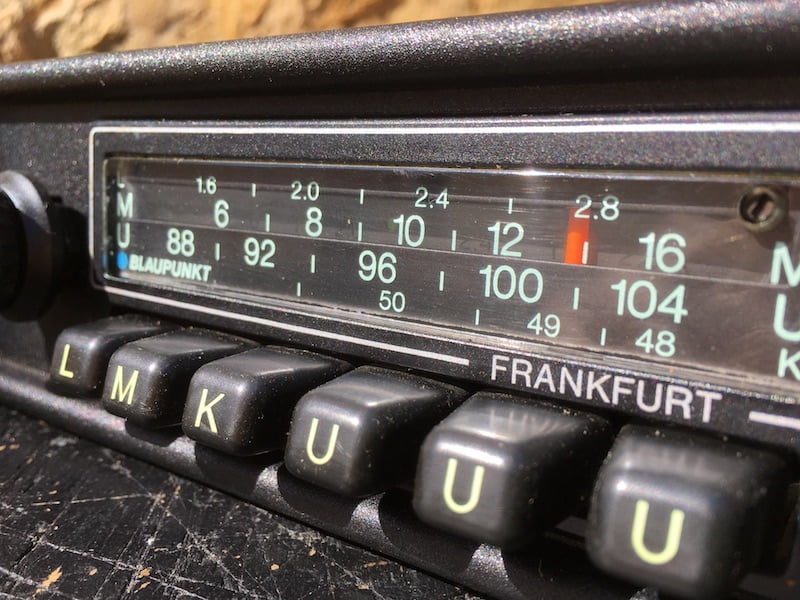 1.6 2.0 2.4 2.8
M 6 8 10 12 16 M
U 88 92 96 100 104 U
BLAUPUNKT 50 49 48 K
FRANKFURT
L M K U U U